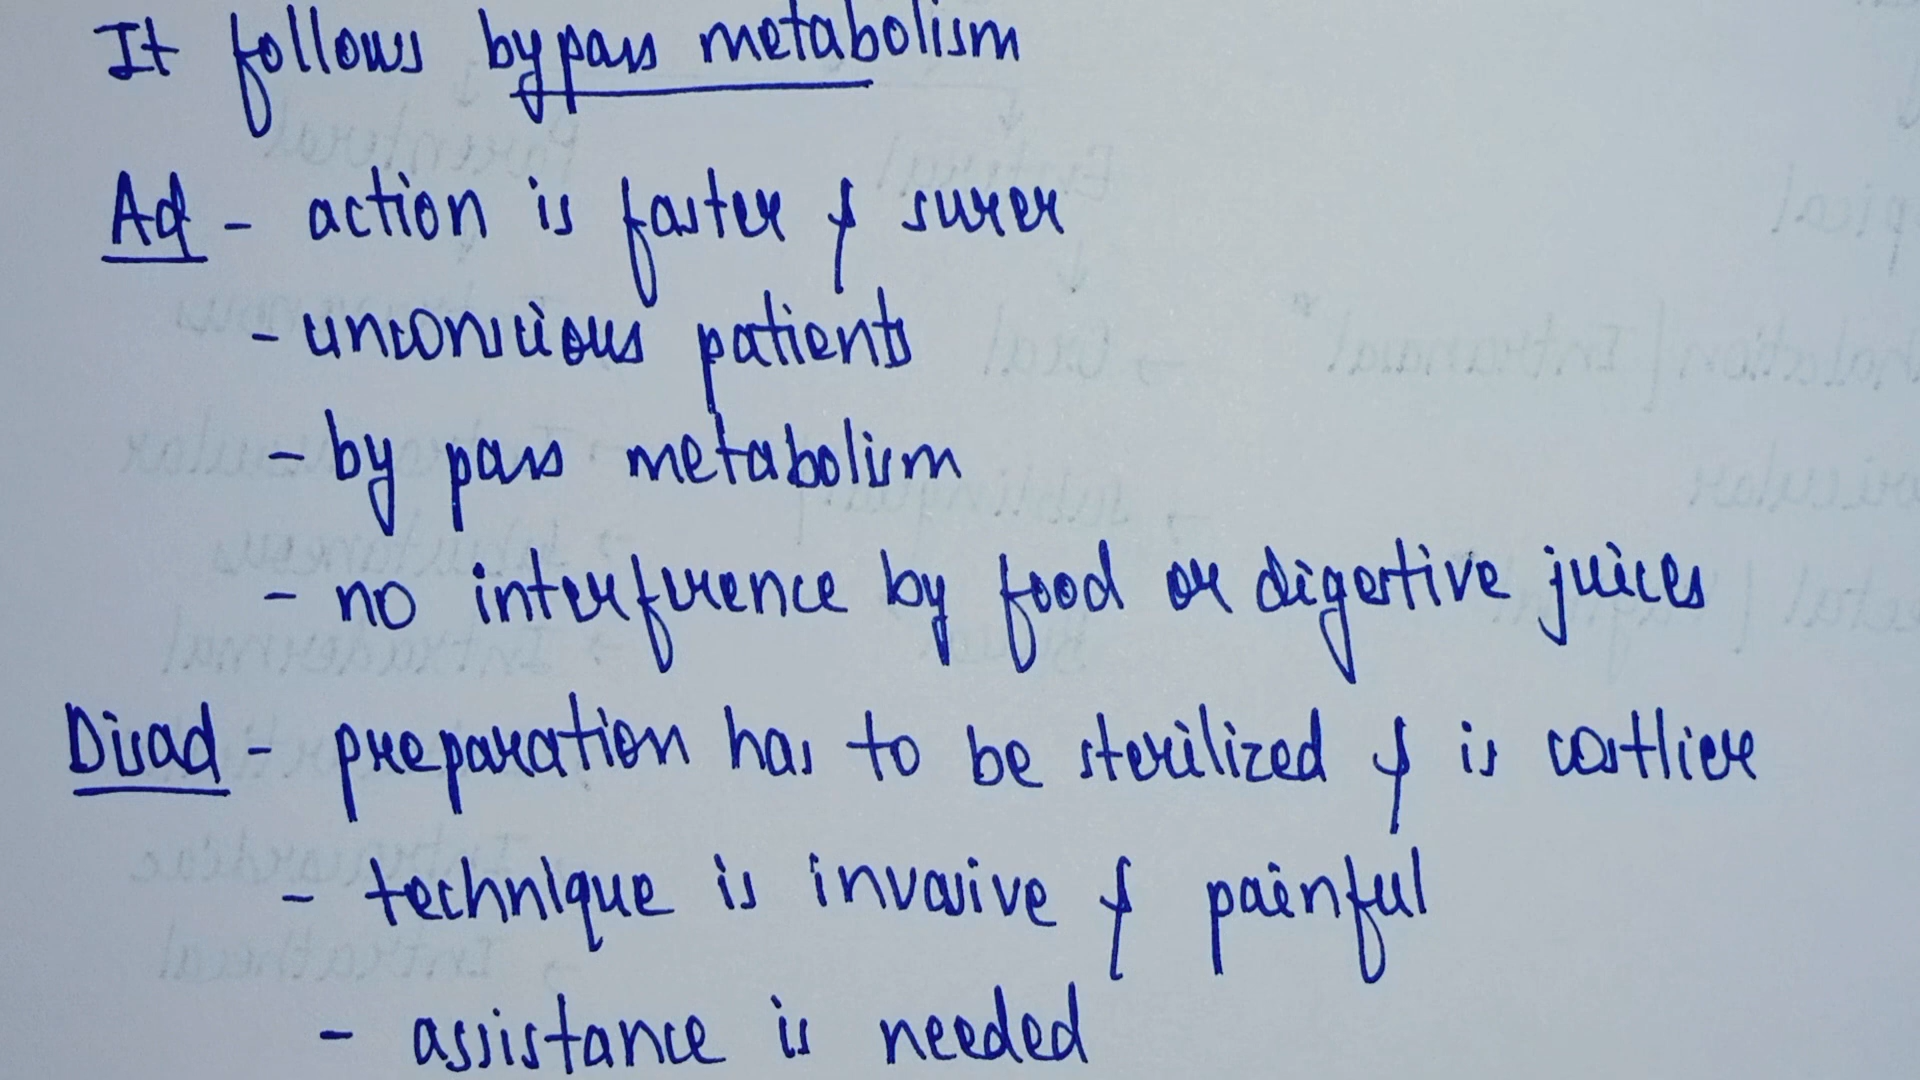 It follows bypass metabolism
Ad - action is faster & surer
- unconscious patients
- by pass metabolism
- no interference by food or digestive juices
Disad - preparation has to be sterilized & is costlier
- technique is invasive & painful
- assistance is needed